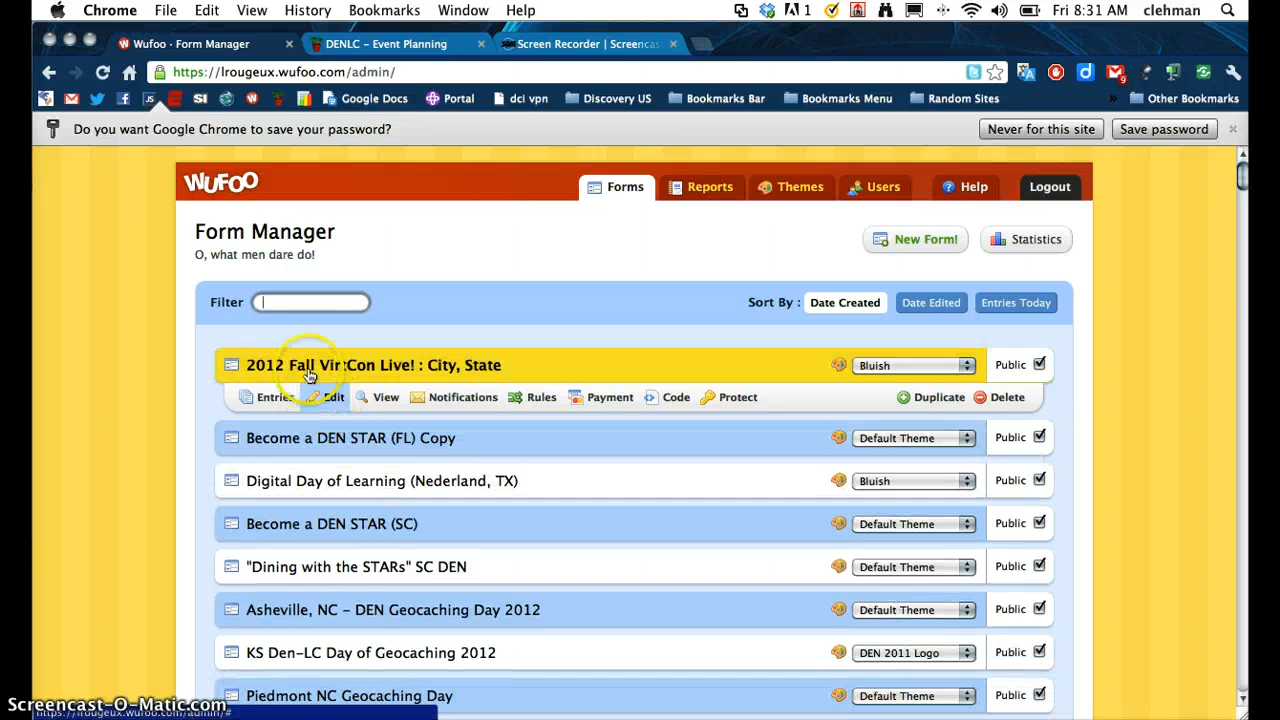 Chrome File Edit View History Bookmarks Window Help 1 Fri 8:31 AM clehman
Wufoo · Form Manager DENLC - Event Planning Screen Recorder | Screencast
https://lrougeux.wufoo.com/admin/
Google Docs Portal dci vpn Discovery US Bookmarks Bar Bookmarks Menu Random Sites » Other Bookmarks
Do you want Google Chrome to save your password? Never for this site Save password
WUFOO Forms Reports Themes Users Help Logout
Form Manager
O, what men dare do!
New Form! Statistics
Filter Sort By : Date Created Date Edited Entries Today
2012 Fall VirtCon Live! : City, State Bluish Public
Entries Edit View Notifications Rules Payment Code Protect Duplicate Delete
Become a DEN STAR (FL) Copy Default Theme Public
Digital Day of Learning (Nederland, TX) Bluish Public
Become a DEN STAR (SC) Default Theme Public
"Dining with the STARs" SC DEN Default Theme Public
Asheville, NC - DEN Geocaching Day 2012 Default Theme Public
KS Den-LC Day of Geocaching 2012 DEN 2011 Logo Public
Piedmont NC Geocaching Day Default Theme Public
Screencast-O-Matic.com
https://lrougeux.wufoo.com/admin/#